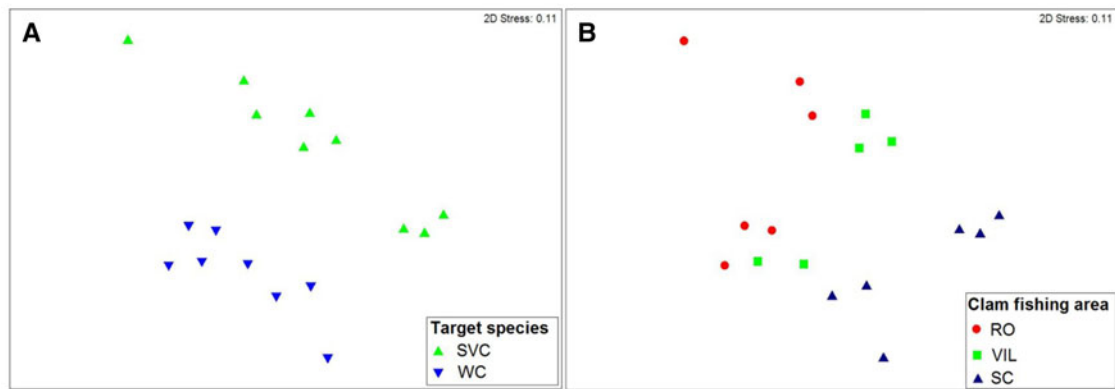 A
2D Stress: 0.11
Target species
SVC
WC
B
2D Stress: 0.11
Clam fishing area
RO
VIL
SC